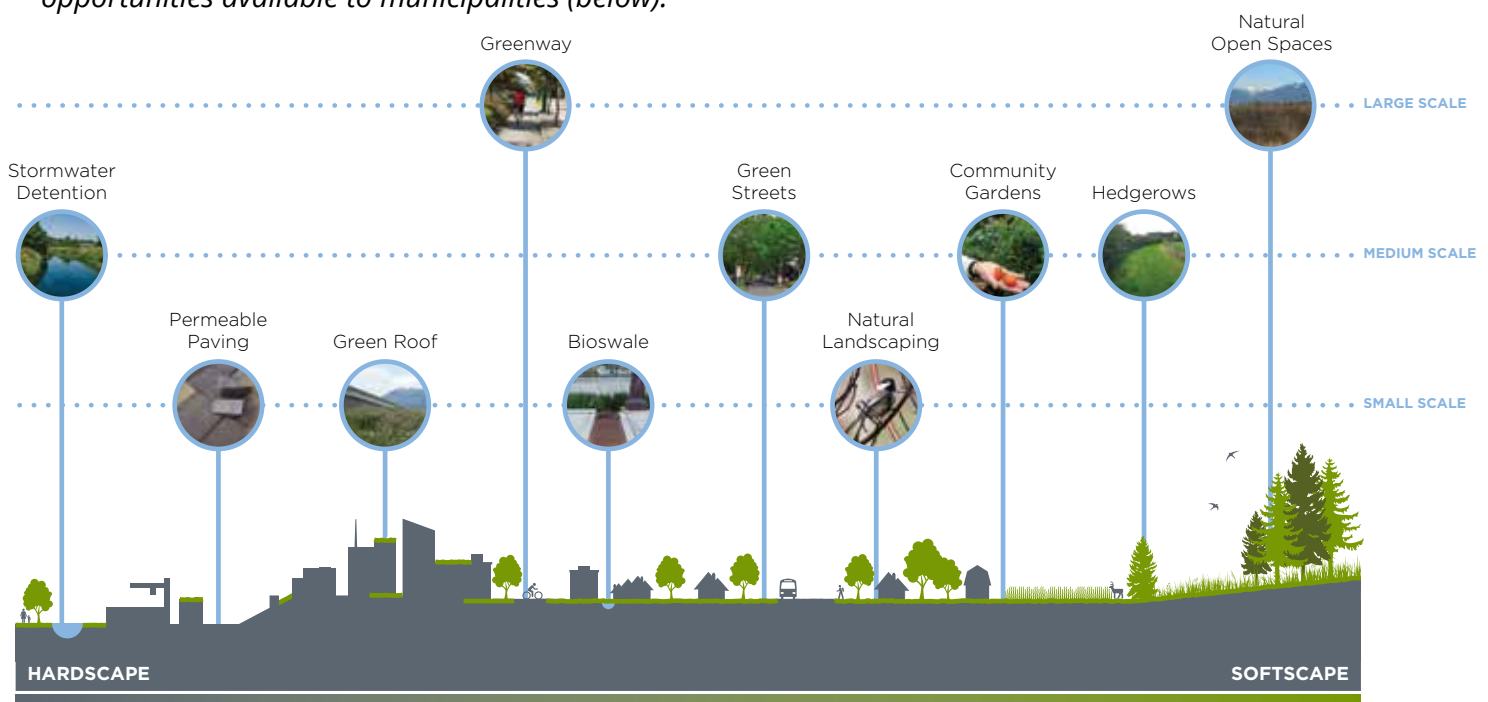 opportunities available to municipalities (below).
Natural
Open Spaces
Greenway
LARGE SCALE
Stormwater
Detention
Green
Streets
Community
Gardens
Hedgerows
MEDIUM SCALE
Permeable
Paving
Green Roof
Bioswale
Natural
Landscaping
SMALL SCALE
HARDSCAPE
SOFTSCAPE